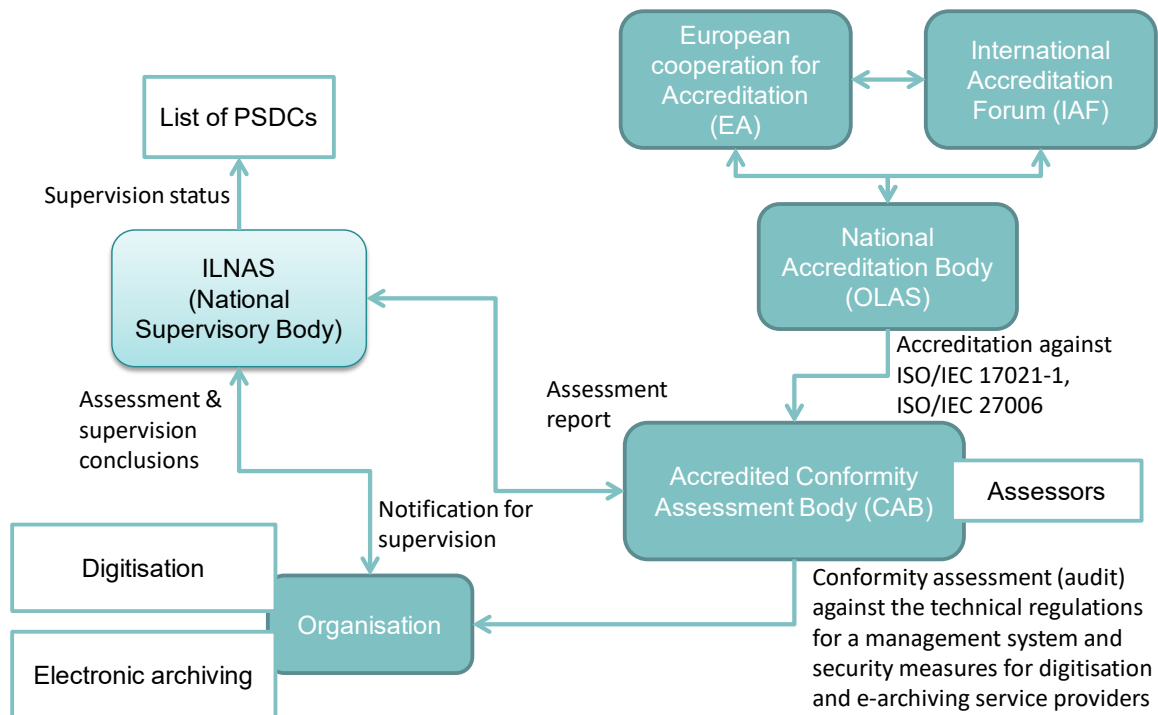 European
cooperation for
Accreditation
(EA)
International
Accreditation
Forum (IAF)
List of PSDCs
Supervision status
National
Accreditation Body
(OLAS)
ILNAS
(National
Supervisory Body)
Accreditation against
ISO/IEC 17021-1,
ISO/IEC 27006
Assessment &
supervision
conclusions
Assessment
report
Accredited Conformity
Assessment Body (CAB)
Assessors
Notification for
supervision
Digitisation
Organisation
Electronic archiving
Conformity assessment (audit)
against the technical regulations
for a management system and
security measures for digitisation
and e-archiving service providers